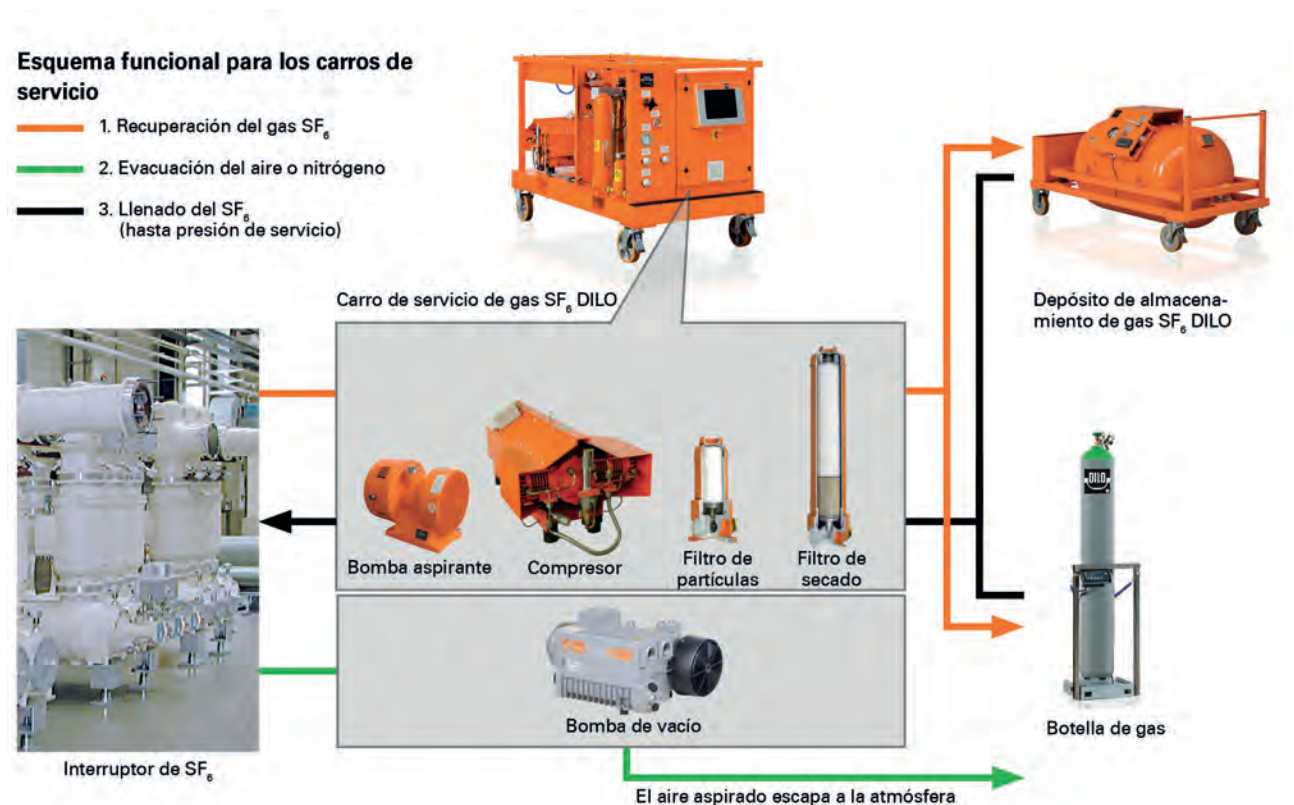 Esquema funcional para los carros de
servicio
1. Recuperación del gas SF₆
2. Evacuación del aire o nitrógeno
3. Llenado del SF₆
(hasta presión de servicio)
Carro de servicio de gas SF₆ DILO
Depósito de almacena-
miento de gas SF₆ DILO
Bomba aspirante
Compresor
Filtro de
partículas
Filtro de
secado
DILO
Bomba de vacío
Botella de gas
Interruptor de SF₆
El aire aspirado escapa a la atmósfera